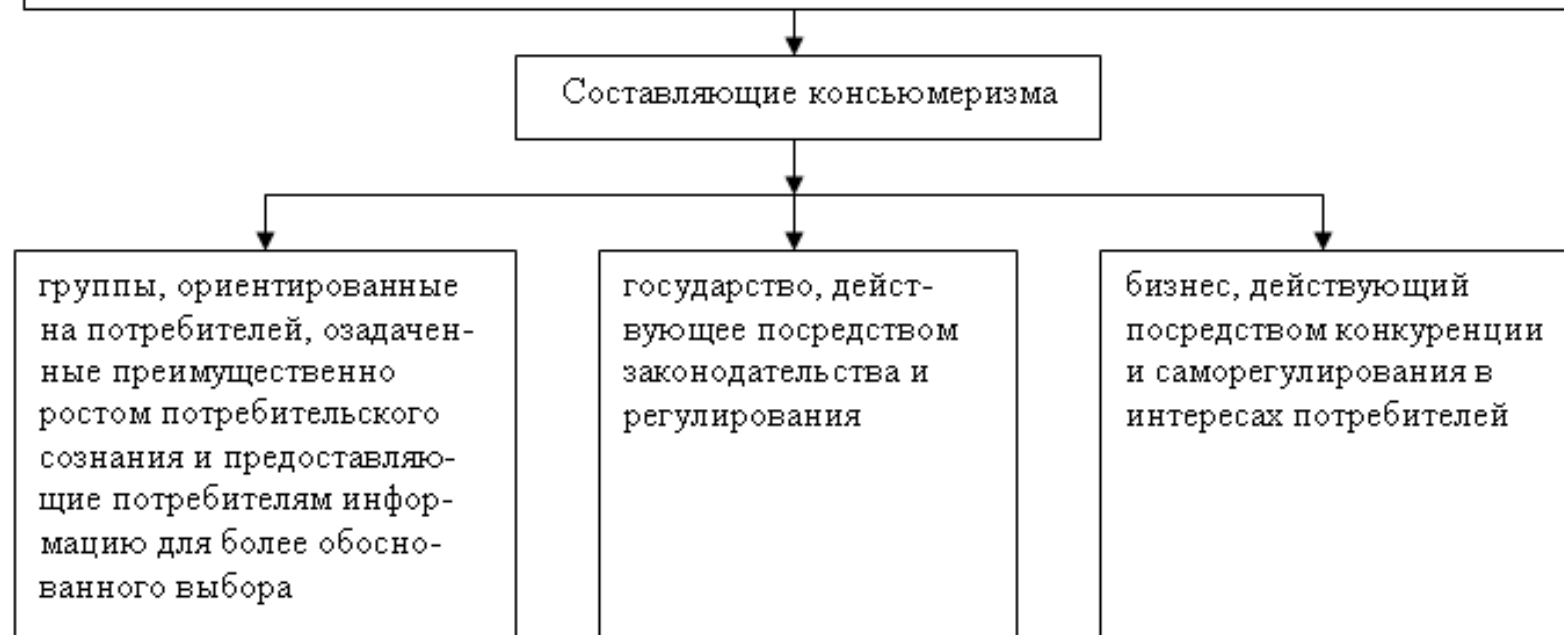 Составляющие консьюмеризма
группы, ориентированные
на потребителей, озадачен-
ные преимущественно
ростом потребительского
сознания и предоставляю-
щие потребителям инфор-
мацию для более обосно-
ванного выбора
государство, дейст-
вующее посредством
законодательства и
регулирования
бизнес, действующий
посредством конкуренции
и саморегулирования в
интересах потребителей